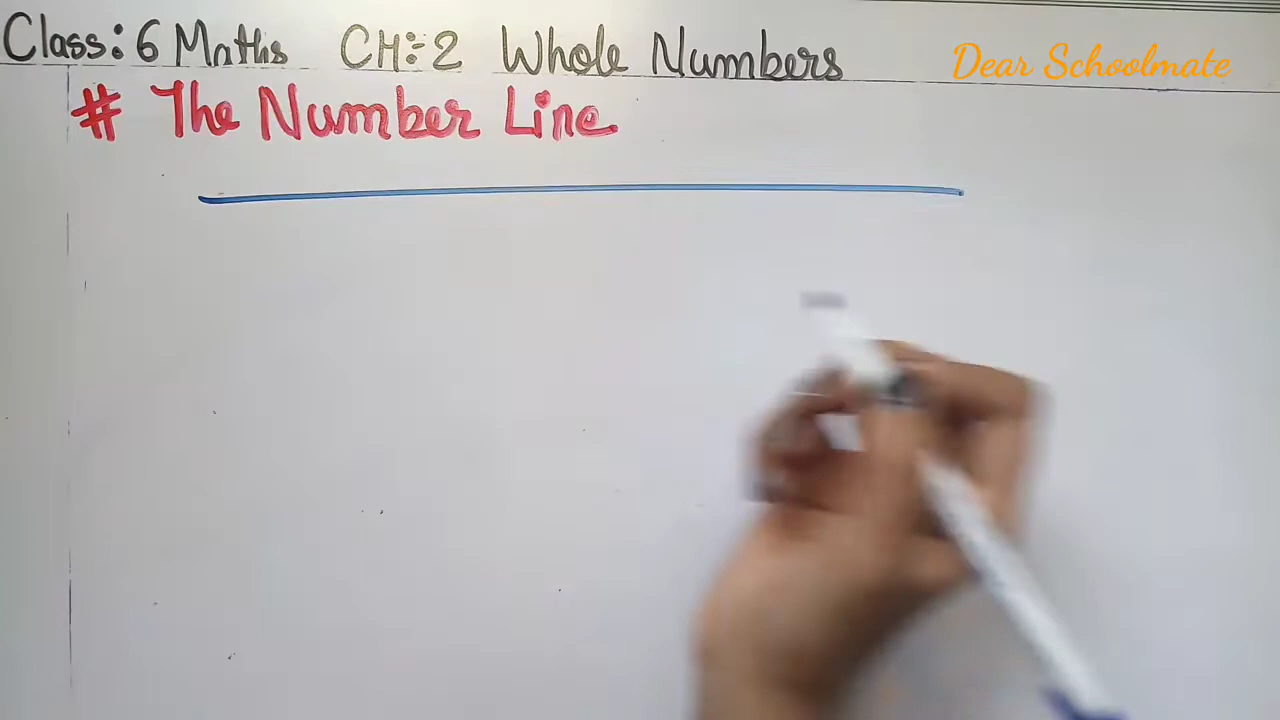 Class: 6 Maths CH:- 2 Whole Numbers
Dear Schoolmate
# The Number Line